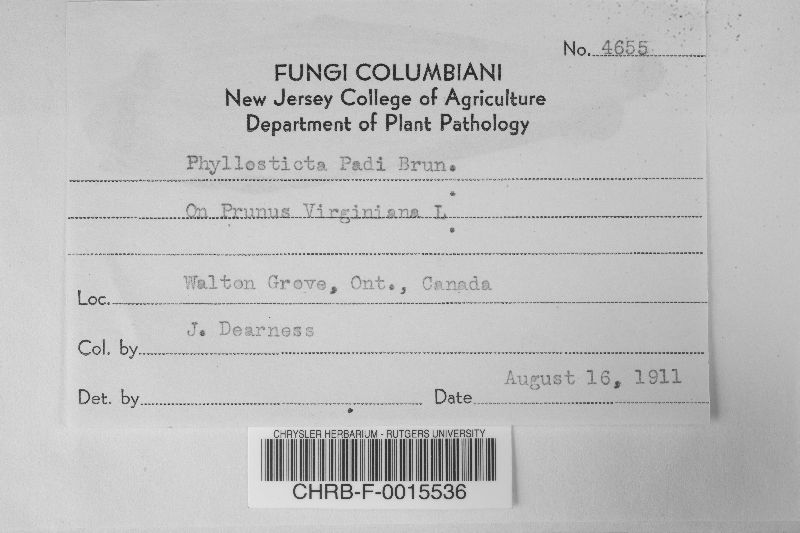 No. 4655
FUNGI COLUMBIANI
New Jersey College of Agriculture
Department of Plant Pathology
Phyllosticta Padi Brun.
On Prunus Virginiana L
Loc. Walton Grove, Ont., Canada
Col. by J. Dearness
Det. by Date August 16, 1911
CHRYSLER HERBARIUM - RUTGERS UNIVERSITY
CHRB-F-0015536